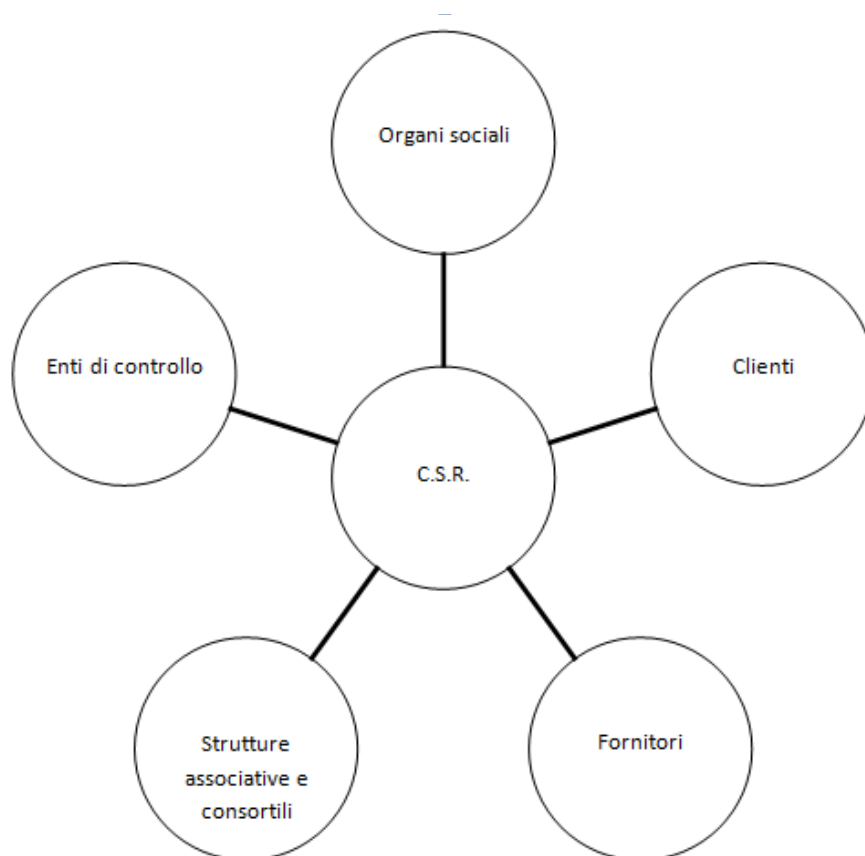 Organi sociali
Enti di controllo
Clienti
C.S.R.
Strutture
associative e
consortili
Fornitori